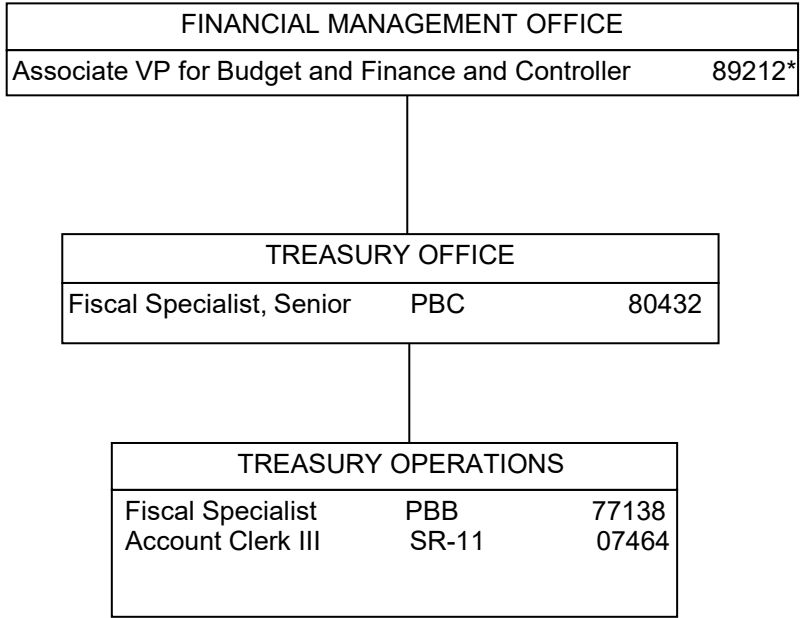 FINANCIAL MANAGEMENT OFFICE
Associate VP for Budget and Finance and Controller 89212*
TREASURY OFFICE
Fiscal Specialist, Senior PBC 80432
TREASURY OPERATIONS
Fiscal Specialist PBB 77138
Account Clerk III SR-11 07464